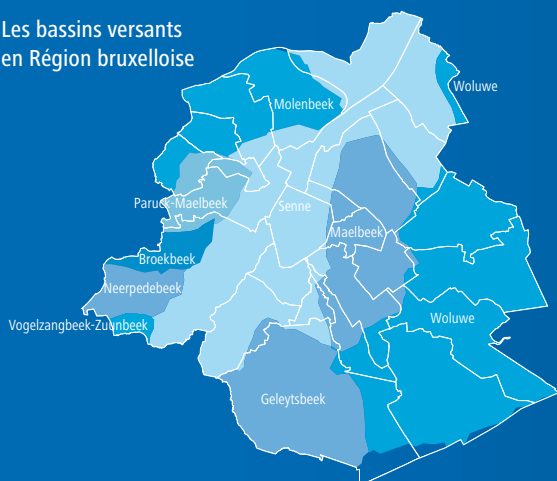 Les bassins versants
en Région bruxelloise
Woluwe
Molenbeek
Paruck-Maelbeek
Senne
Maelbeek
Broekbeek
Neerpedebeek
Vogelzangbeek-Zuunbeek
Woluwe
Geleytsbeek